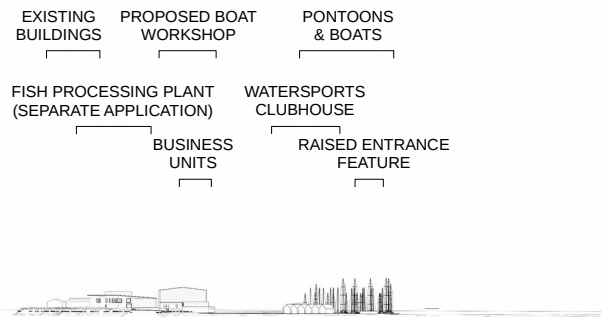 EXISTING
BUILDINGS
PROPOSED BOAT
WORKSHOP
PONTOONS
& BOATS
FISH PROCESSING PLANT
(SEPARATE APPLICATION)
WATERSPORTS
CLUBHOUSE
BUSINESS
UNITS
RAISED ENTRANCE
FEATURE